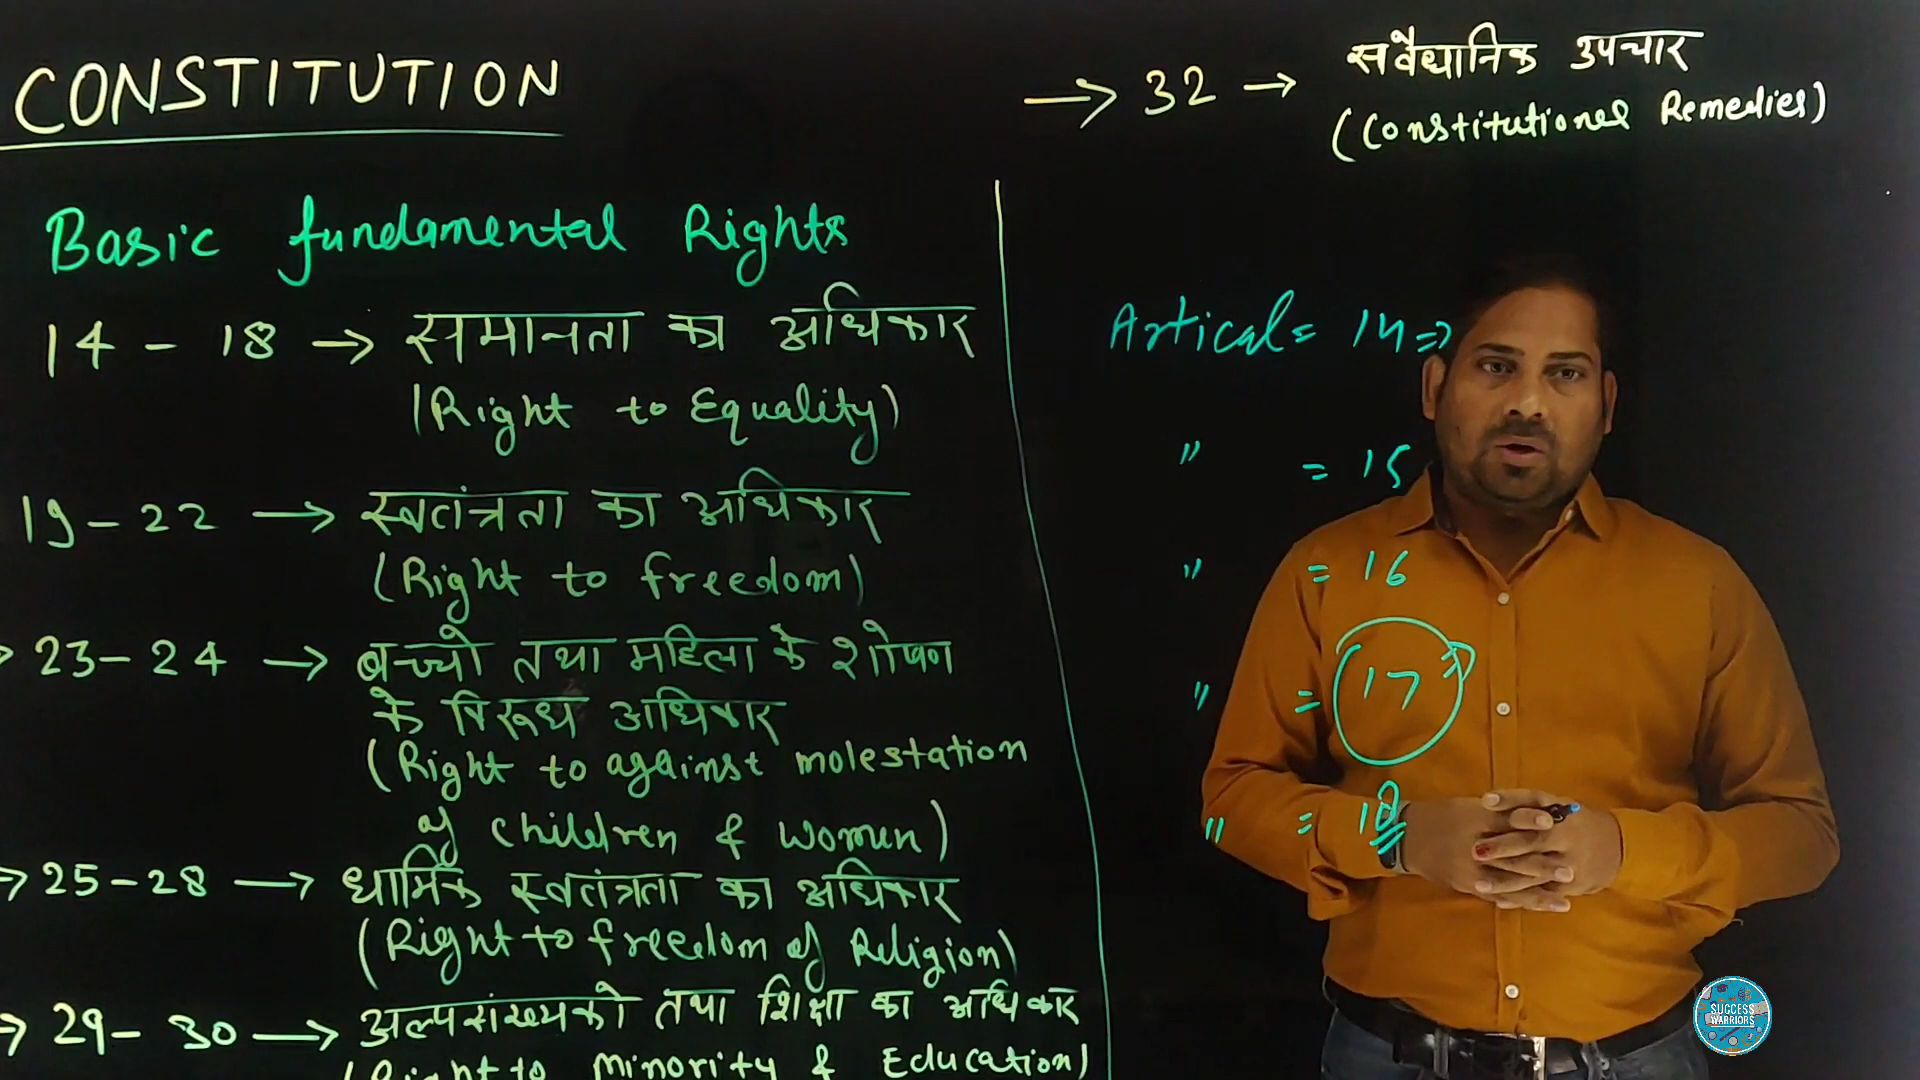 CONSTITUTION
Basic fundamental Rights
14 - 18 → समानता का अधिकार
(Right to Equality)
19 - 22 → स्वतंत्रता का अधिकार
(Right to freedom)
→ 23 - 24 → बच्चो तथा महिला के शोषण
के विरूध अधिकार
(Right to against molestation
of children & women)
→ 25 - 28 → धार्मिक स्वतंत्रता का अधिकार
(Right to freedom of Religion)
→ 29 - 30 → अल्पसंख्यको तथा शिक्षा का अधिकार
(Right to minority & Education)
→ 32 → सवैधानिक उपचार
(Constitutional Remedies)
Artical = 14 ⇒
" = 15
" = 16
" = 17 ⇒
" = 18
SUCCESS
WARRIORS